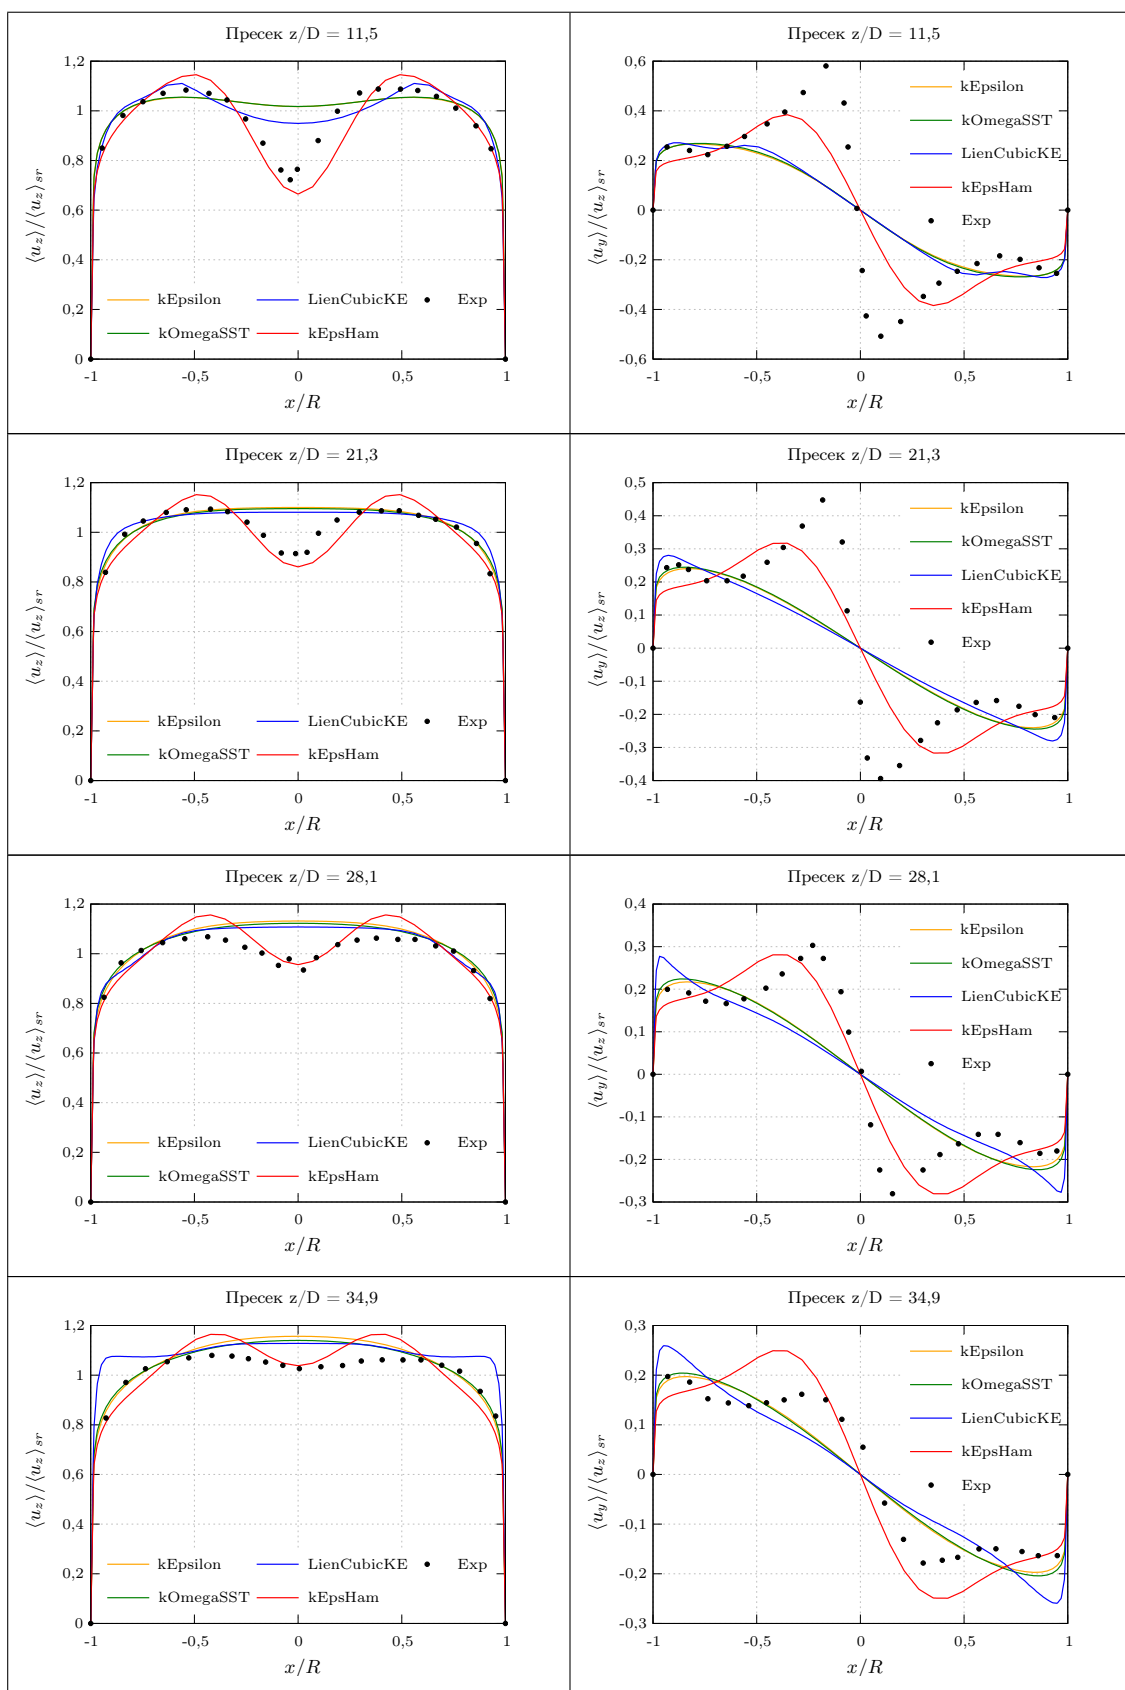 Пресек z/D = 11,5
1,2
1
0,8
0,6
0,4
0,2
0
-1
-0,5
0
0,5
1
⟨u_z⟩/⟨u_z⟩_sr
x/R
kEpsilon
kOmegaSST
LienCubicKE
kEpsHam
Exp
Пресек z/D = 11,5
0,6
0,4
0,2
0
-0,2
-0,4
-0,6
-1
-0,5
0
0,5
1
⟨u_y⟩/⟨u_z⟩_sr
x/R
kEpsilon
kOmegaSST
LienCubicKE
kEpsHam
Exp
Пресек z/D = 21,3
1,2
1
0,8
0,6
0,4
0,2
0
-1
-0,5
0
0,5
1
⟨u_z⟩/⟨u_z⟩_sr
x/R
kEpsilon
kOmegaSST
LienCubicKE
kEpsHam
Exp
Пресек z/D = 21,3
0,5
0,4
0,3
0,2
0,1
0
-0,1
-0,2
-0,3
-0,4
-1
-0,5
0
0,5
1
⟨u_y⟩/⟨u_z⟩_sr
x/R
kEpsilon
kOmegaSST
LienCubicKE
kEpsHam
Exp
Пресек z/D = 28,1
1,2
1
0,8
0,6
0,4
0,2
0
-1
-0,5
0
0,5
1
⟨u_z⟩/⟨u_z⟩_sr
x/R
kEpsilon
kOmegaSST
LienCubicKE
kEpsHam
Exp
Пресек z/D = 28,1
0,4
0,3
0,2
0,1
0
-0,1
-0,2
-0,3
-1
-0,5
0
0,5
1
⟨u_y⟩/⟨u_z⟩_sr
x/R
kEpsilon
kOmegaSST
LienCubicKE
kEpsHam
Exp
Пресек z/D = 34,9
1,2
1
0,8
0,6
0,4
0,2
0
-1
-0,5
0
0,5
1
⟨u_z⟩/⟨u_z⟩_sr
x/R
kEpsilon
kOmegaSST
LienCubicKE
kEpsHam
Exp
Пресек z/D = 34,9
0,3
0,2
0,1
0
-0,1
-0,2
-0,3
-1
-0,5
0
0,5
1
⟨u_y⟩/⟨u_z⟩_sr
x/R
kEpsilon
kOmegaSST
LienCubicKE
kEpsHam
Exp